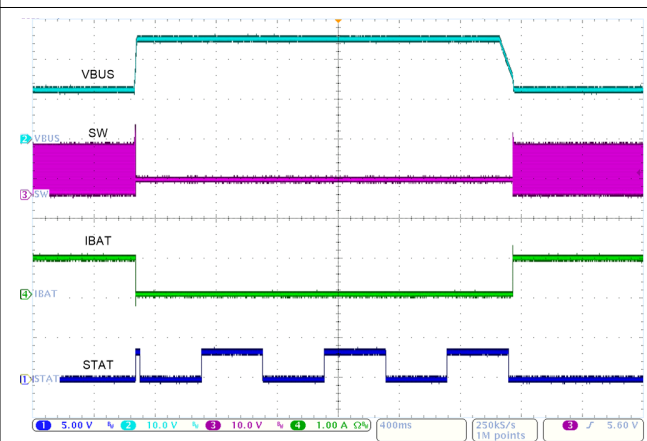 VBUS
2 VBUS
SW
3 SW
IBAT
4 IBAT
STAT
1 STAT
1 5.00 V 2 10.0 V 3 10.0 V 4 1.00 A Ω 400ms 250kS/s 3 5.60 V
1M points